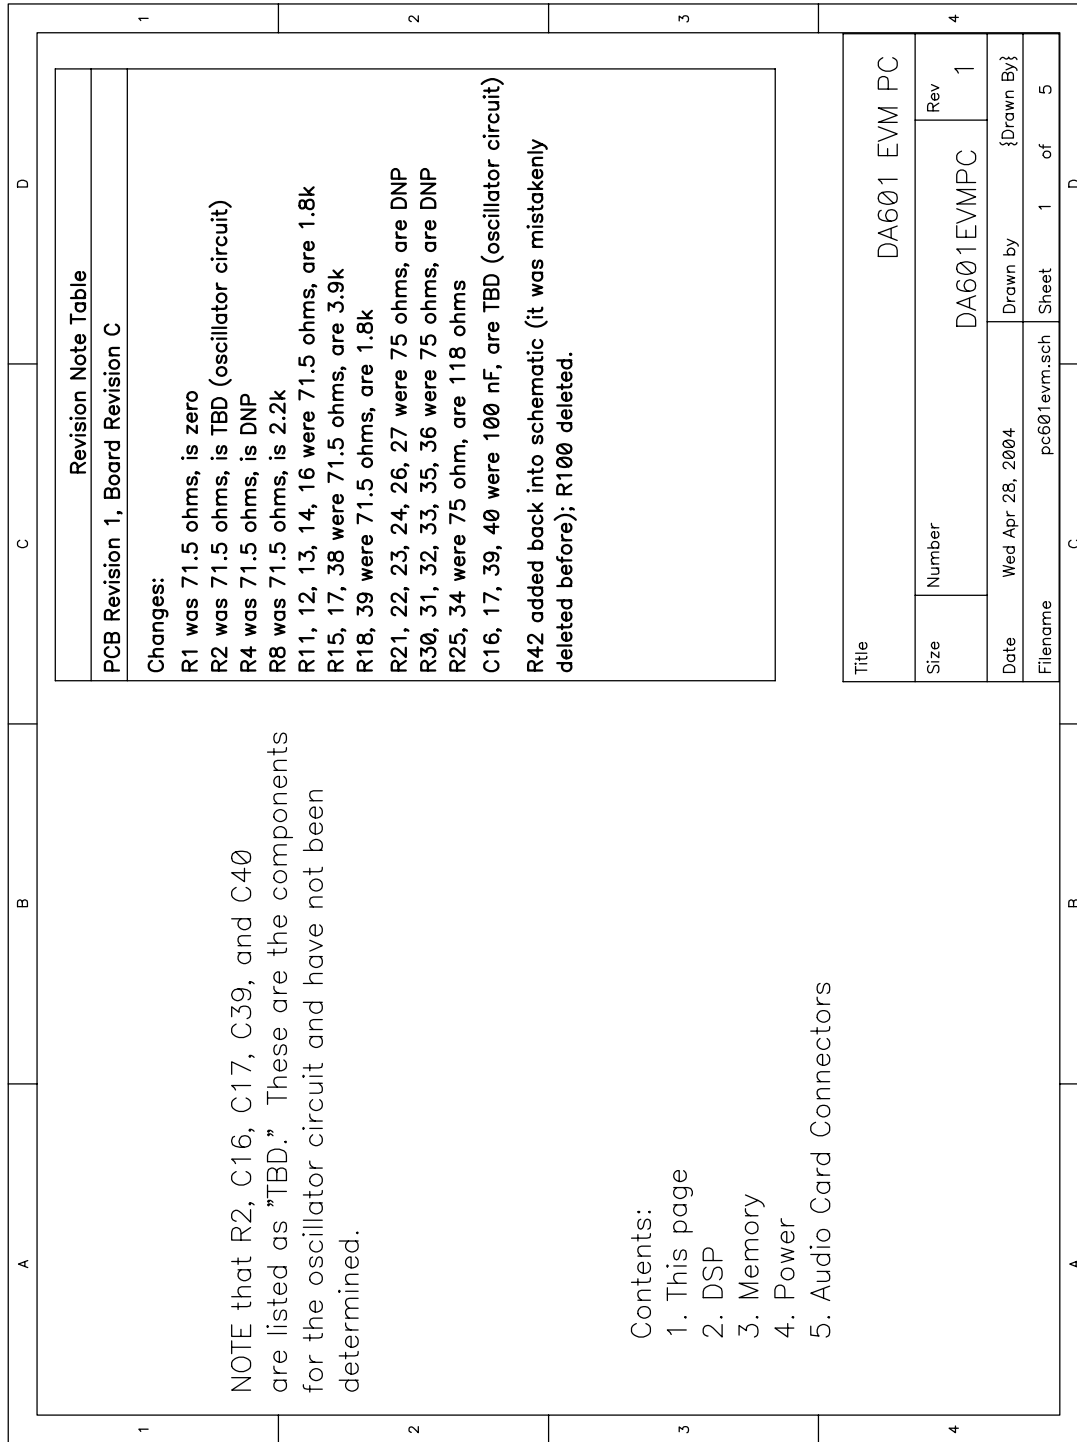 A
B
C
D
1
2
3
4
NOTE that R2, C16, C17, C39, and C40
are listed as "TBD." These are the components
for the oscillator circuit and have not been
determined.
Contents:
1. This page
2. DSP
3. Memory
4. Power
5. Audio Card Connectors
Revision Note Table
PCB Revision 1, Board Revision C
Changes:
R1 was 71.5 ohms, is zero
R2 was 71.5 ohms, is TBD (oscillator circuit)
R4 was 71.5 ohms, is DNP
R8 was 71.5 ohms, is 2.2k
R11, 12, 13, 14, 16 were 71.5 ohms, are 1.8k
R15, 17, 38 were 71.5 ohms, are 3.9k
R18, 39 were 71.5 ohms, are 1.8k
R21, 22, 23, 24, 26, 27 were 75 ohms, are DNP
R30, 31, 32, 33, 35, 36 were 75 ohms, are DNP
R25, 34 were 75 ohm, are 118 ohms
C16, 17, 39, 40 were 100 nF, are TBD (oscillator circuit)
R42 added back into schematic (it was mistakenly
deleted before); R100 deleted.
1
2
3
4
Title
DA601 EVM PC
Size
Number
DA601EVMPC
Rev
1
Date Wed Apr 28, 2004
Drawn by {Drawn By}
Filename pc601evm.sch
Sheet 1 of 5
A
B
C
D